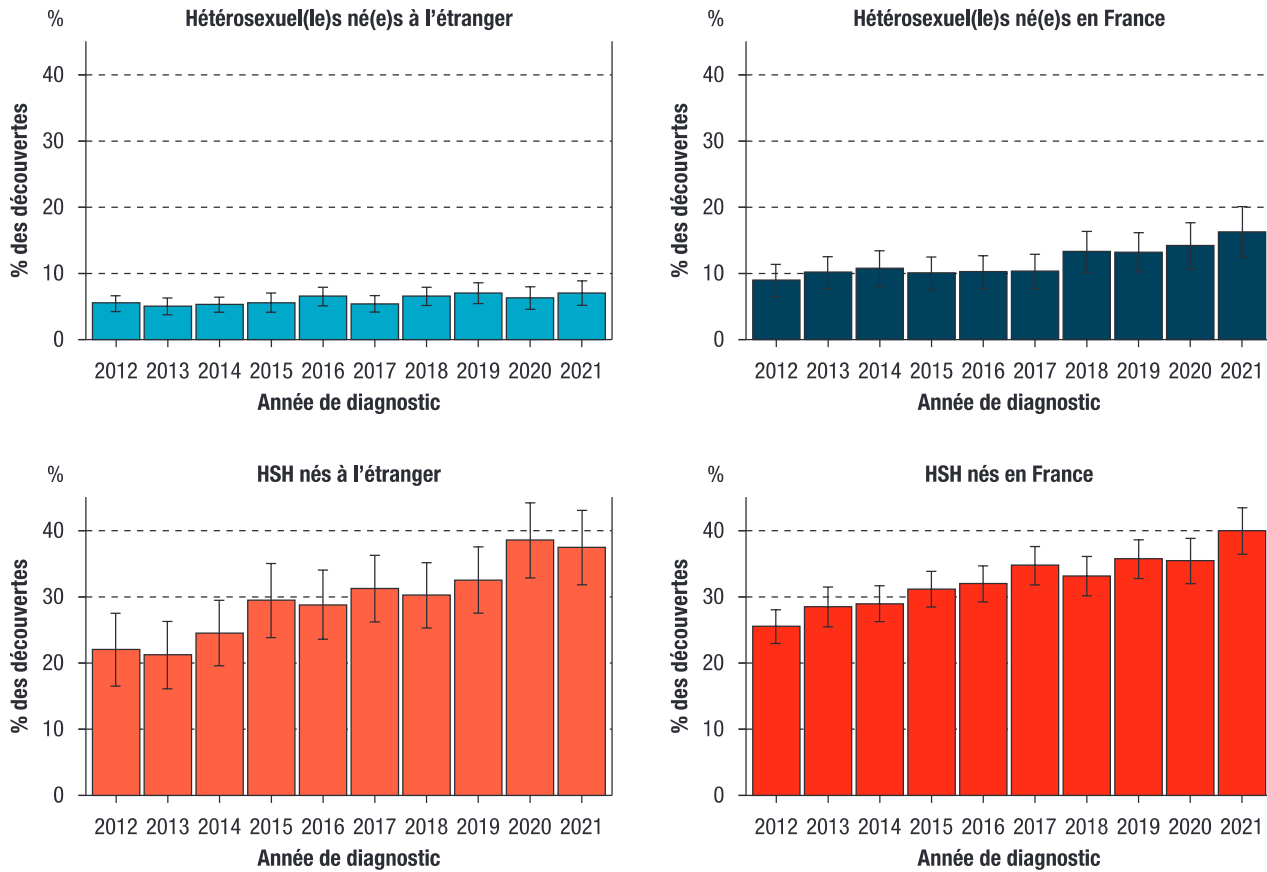 %
Hétérosexuel(le)s né(e)s à l'étranger
% des découvertes
40
30
20
10
0
2012 2013 2014 2015 2016 2017 2018 2019 2020 2021
Année de diagnostic
%
Hétérosexuel(le)s né(e)s en France
% des découvertes
40
30
20
10
0
2012 2013 2014 2015 2016 2017 2018 2019 2020 2021
Année de diagnostic
%
HSH nés à l'étranger
% des découvertes
40
30
20
10
0
2012 2013 2014 2015 2016 2017 2018 2019 2020 2021
Année de diagnostic
%
HSH nés en France
% des découvertes
40
30
20
10
0
2012 2013 2014 2015 2016 2017 2018 2019 2020 2021
Année de diagnostic